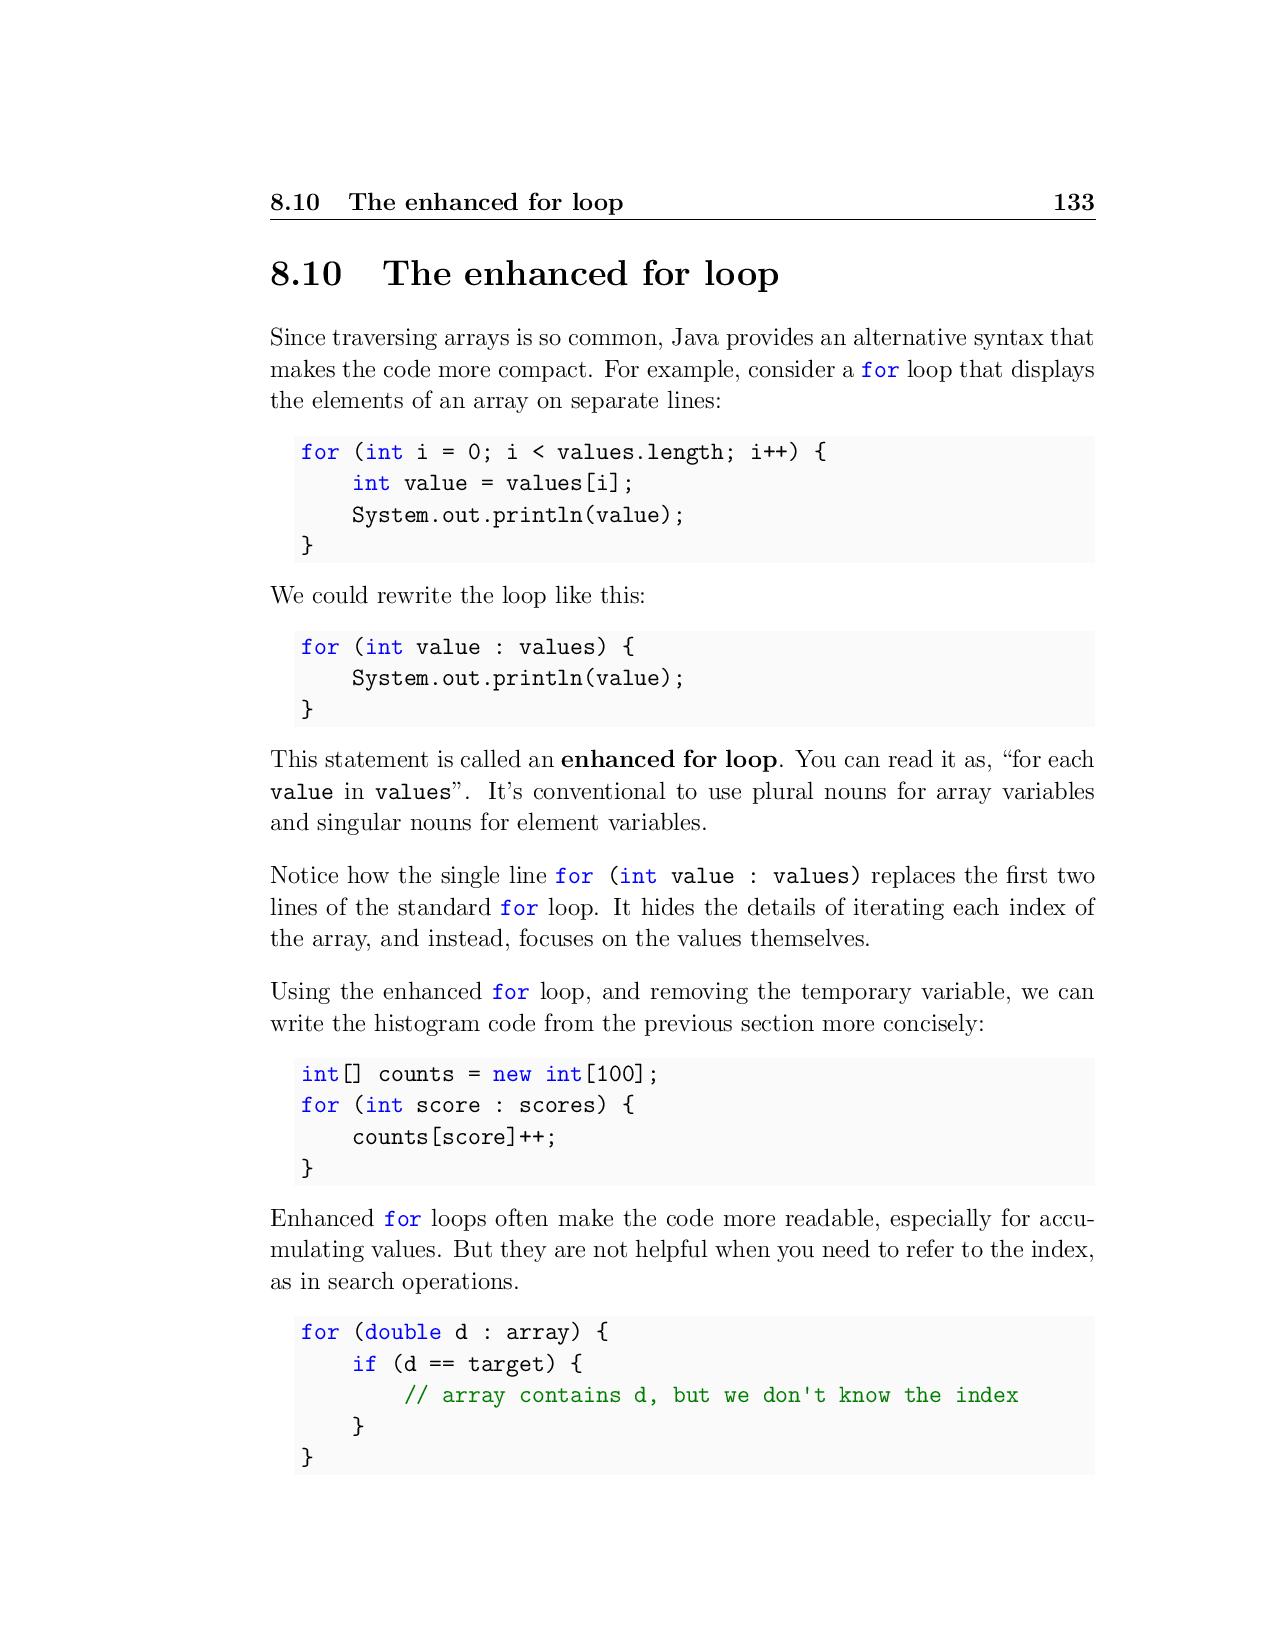 8.10 The enhanced for loop 133
8.10 The enhanced for loop
Since traversing arrays is so common, Java provides an alternative syntax that
makes the code more compact. For example, consider a for loop that displays
the elements of an array on separate lines:
for (int i = 0; i < values.length; i++) {
    int value = values[i];
    System.out.println(value);
}
We could rewrite the loop like this:
for (int value : values) {
    System.out.println(value);
}
This statement is called an enhanced for loop. You can read it as, “for each
value in values”. It’s conventional to use plural nouns for array variables
and singular nouns for element variables.
Notice how the single line for (int value : values) replaces the first two
lines of the standard for loop. It hides the details of iterating each index of
the array, and instead, focuses on the values themselves.
Using the enhanced for loop, and removing the temporary variable, we can
write the histogram code from the previous section more concisely:
int[] counts = new int[100];
for (int score : scores) {
    counts[score]++;
}
Enhanced for loops often make the code more readable, especially for accu-
mulating values. But they are not helpful when you need to refer to the index,
as in search operations.
for (double d : array) {
    if (d == target) {
        // array contains d, but we don't know the index
    }
}